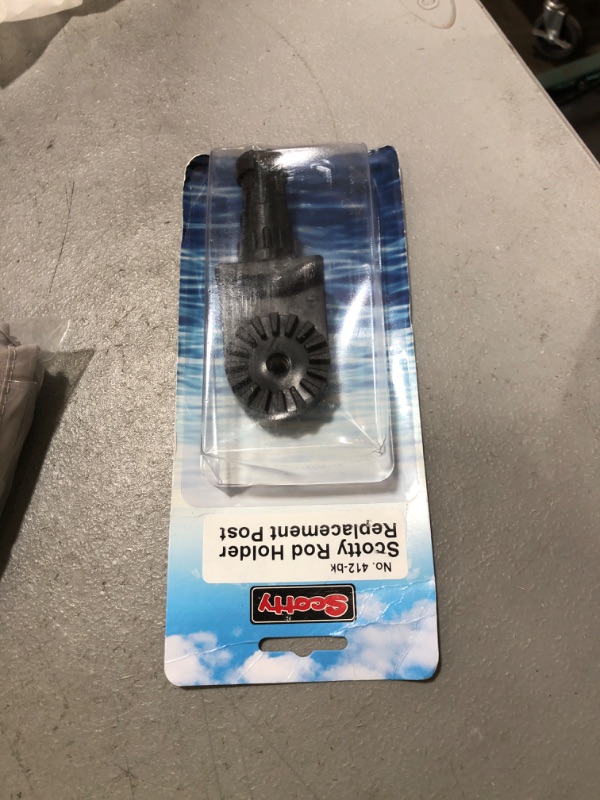 Scotty
No. 412-bk
Scotty Rod Holder
Replacement Post